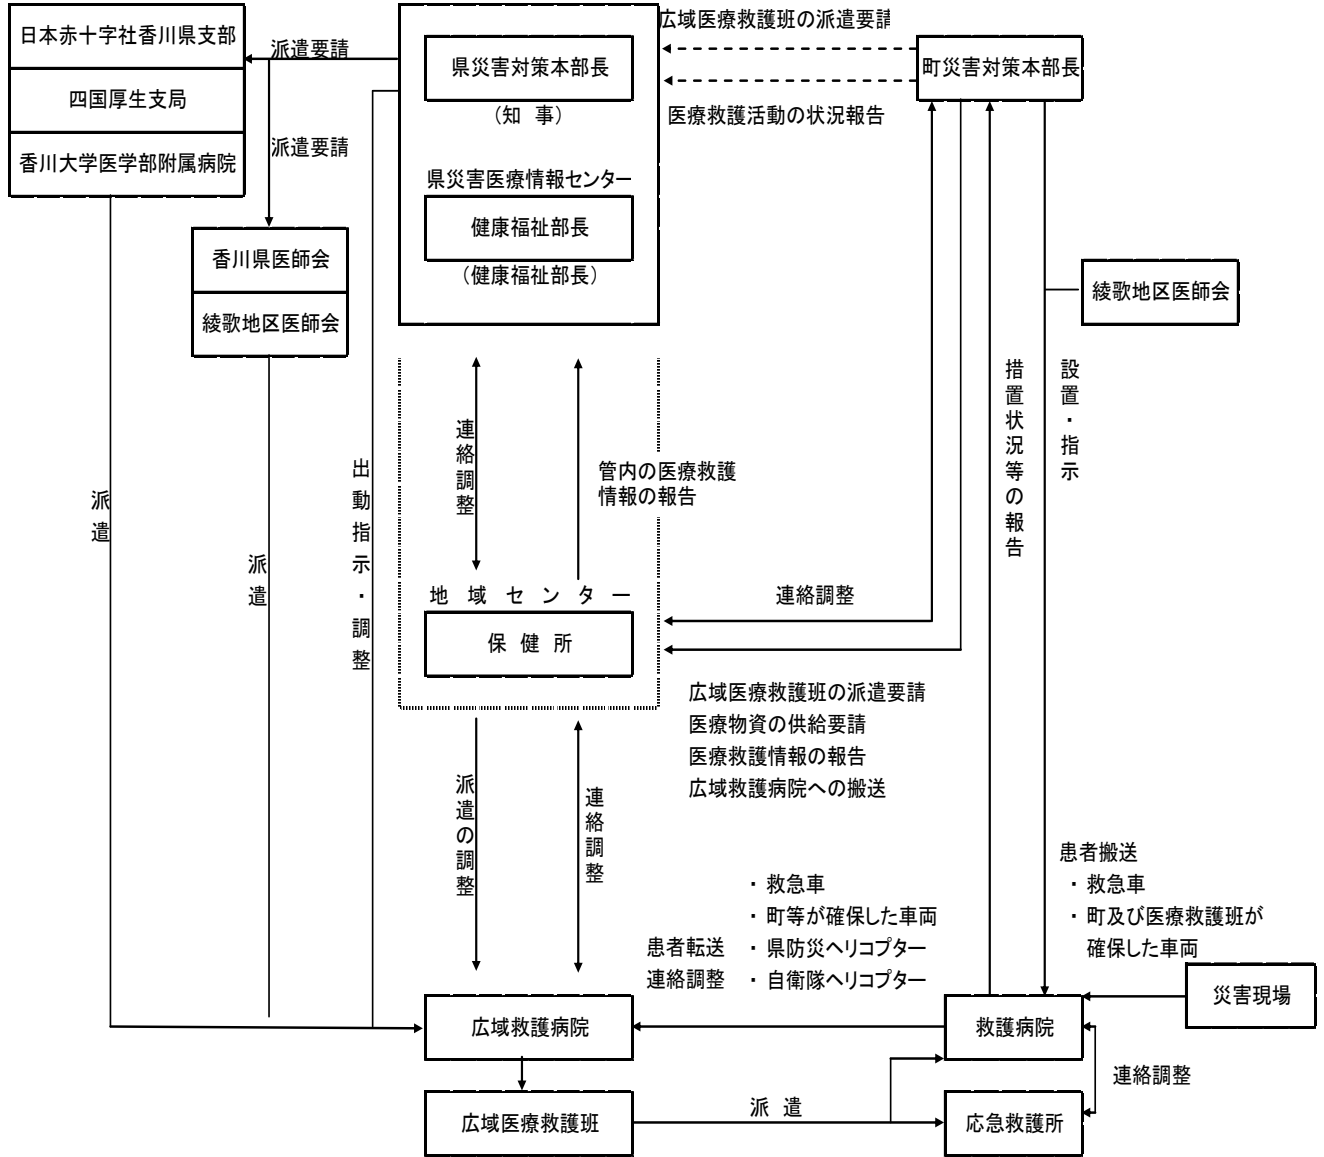 日本赤十字社香川県支部
四国厚生支局
香川大学医学部附属病院
派遣要請
派遣要請
香川県医師会
綾歌地区医師会
県災害対策本部長
(知 事)
県災害医療情報センター
健康福祉部長
(健康福祉部長)
広域医療救護班の派遣要請
医療救護活動の状況報告
町災害対策本部長
綾歌地区医師会
措置状況等の報告
設置・指示
連絡調整
管内の医療救護
情報の報告
出動指示・調整
派遣
派遣
地域センター
保健所
連絡調整
広域医療救護班の派遣要請
医療物資の供給要請
医療救護情報の報告
広域救護病院への搬送
派遣の調整
連絡調整
患者転送
連絡調整
・救急車
・町等が確保した車両
・県防災ヘリコプター
・自衛隊ヘリコプター
患者搬送
・救急車
・町及び医療救護班が
確保した車両
災害現場
広域救護病院
救護病院
連絡調整
広域医療救護班
派遣
応急救護所